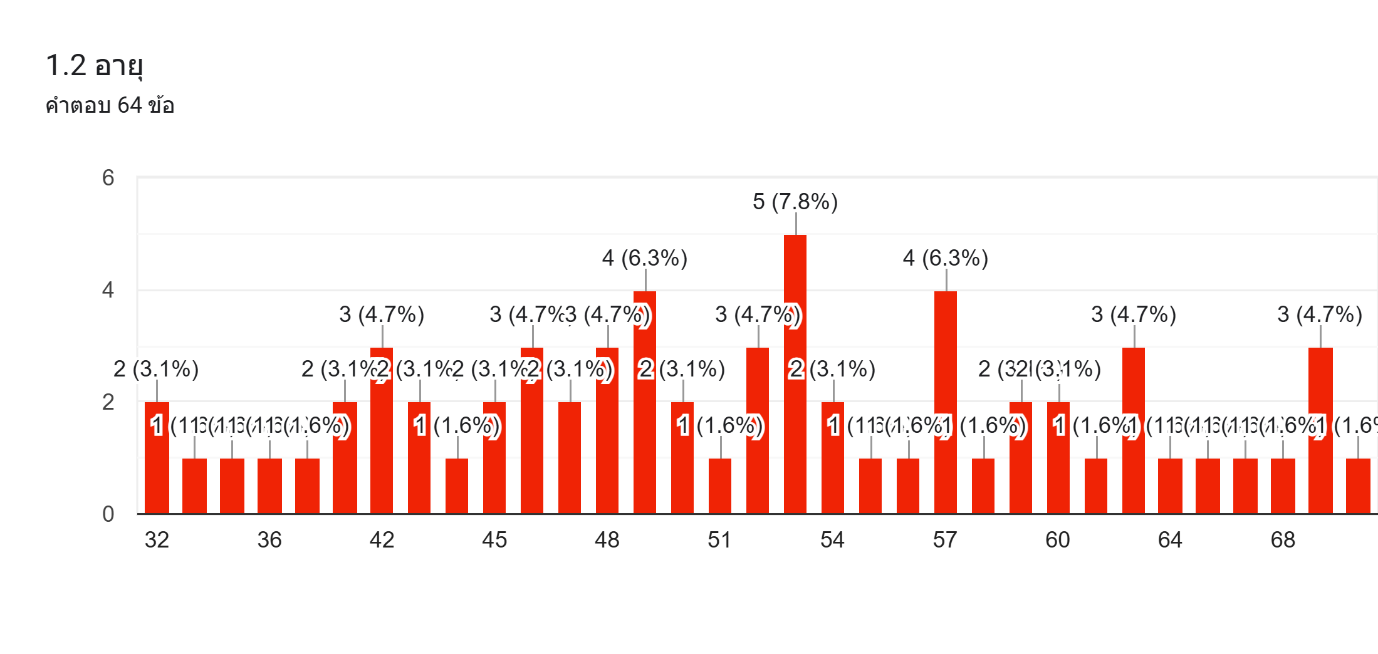 1.2 อายุ
คำตอบ 64 ข้อ
6
5 (7.8%)
4 (6.3%) 4 (6.3%)
4
3 (4.7%) 3 (4.7% 3 (4.7%) 3 (4.7%) 3 (4.7%) 3 (4.7%)
2 (3.1%) 2 (3.1% 2 (3.1% 2 (3.1% 2 (3.1%) 2 (3.1%) 2 (3.1%)
2
1 (1.6%) 1 (1.6%) 1 (1.6%) 1 (1.6%
0
32 36 42 45 48 51 54 57 60 64 68